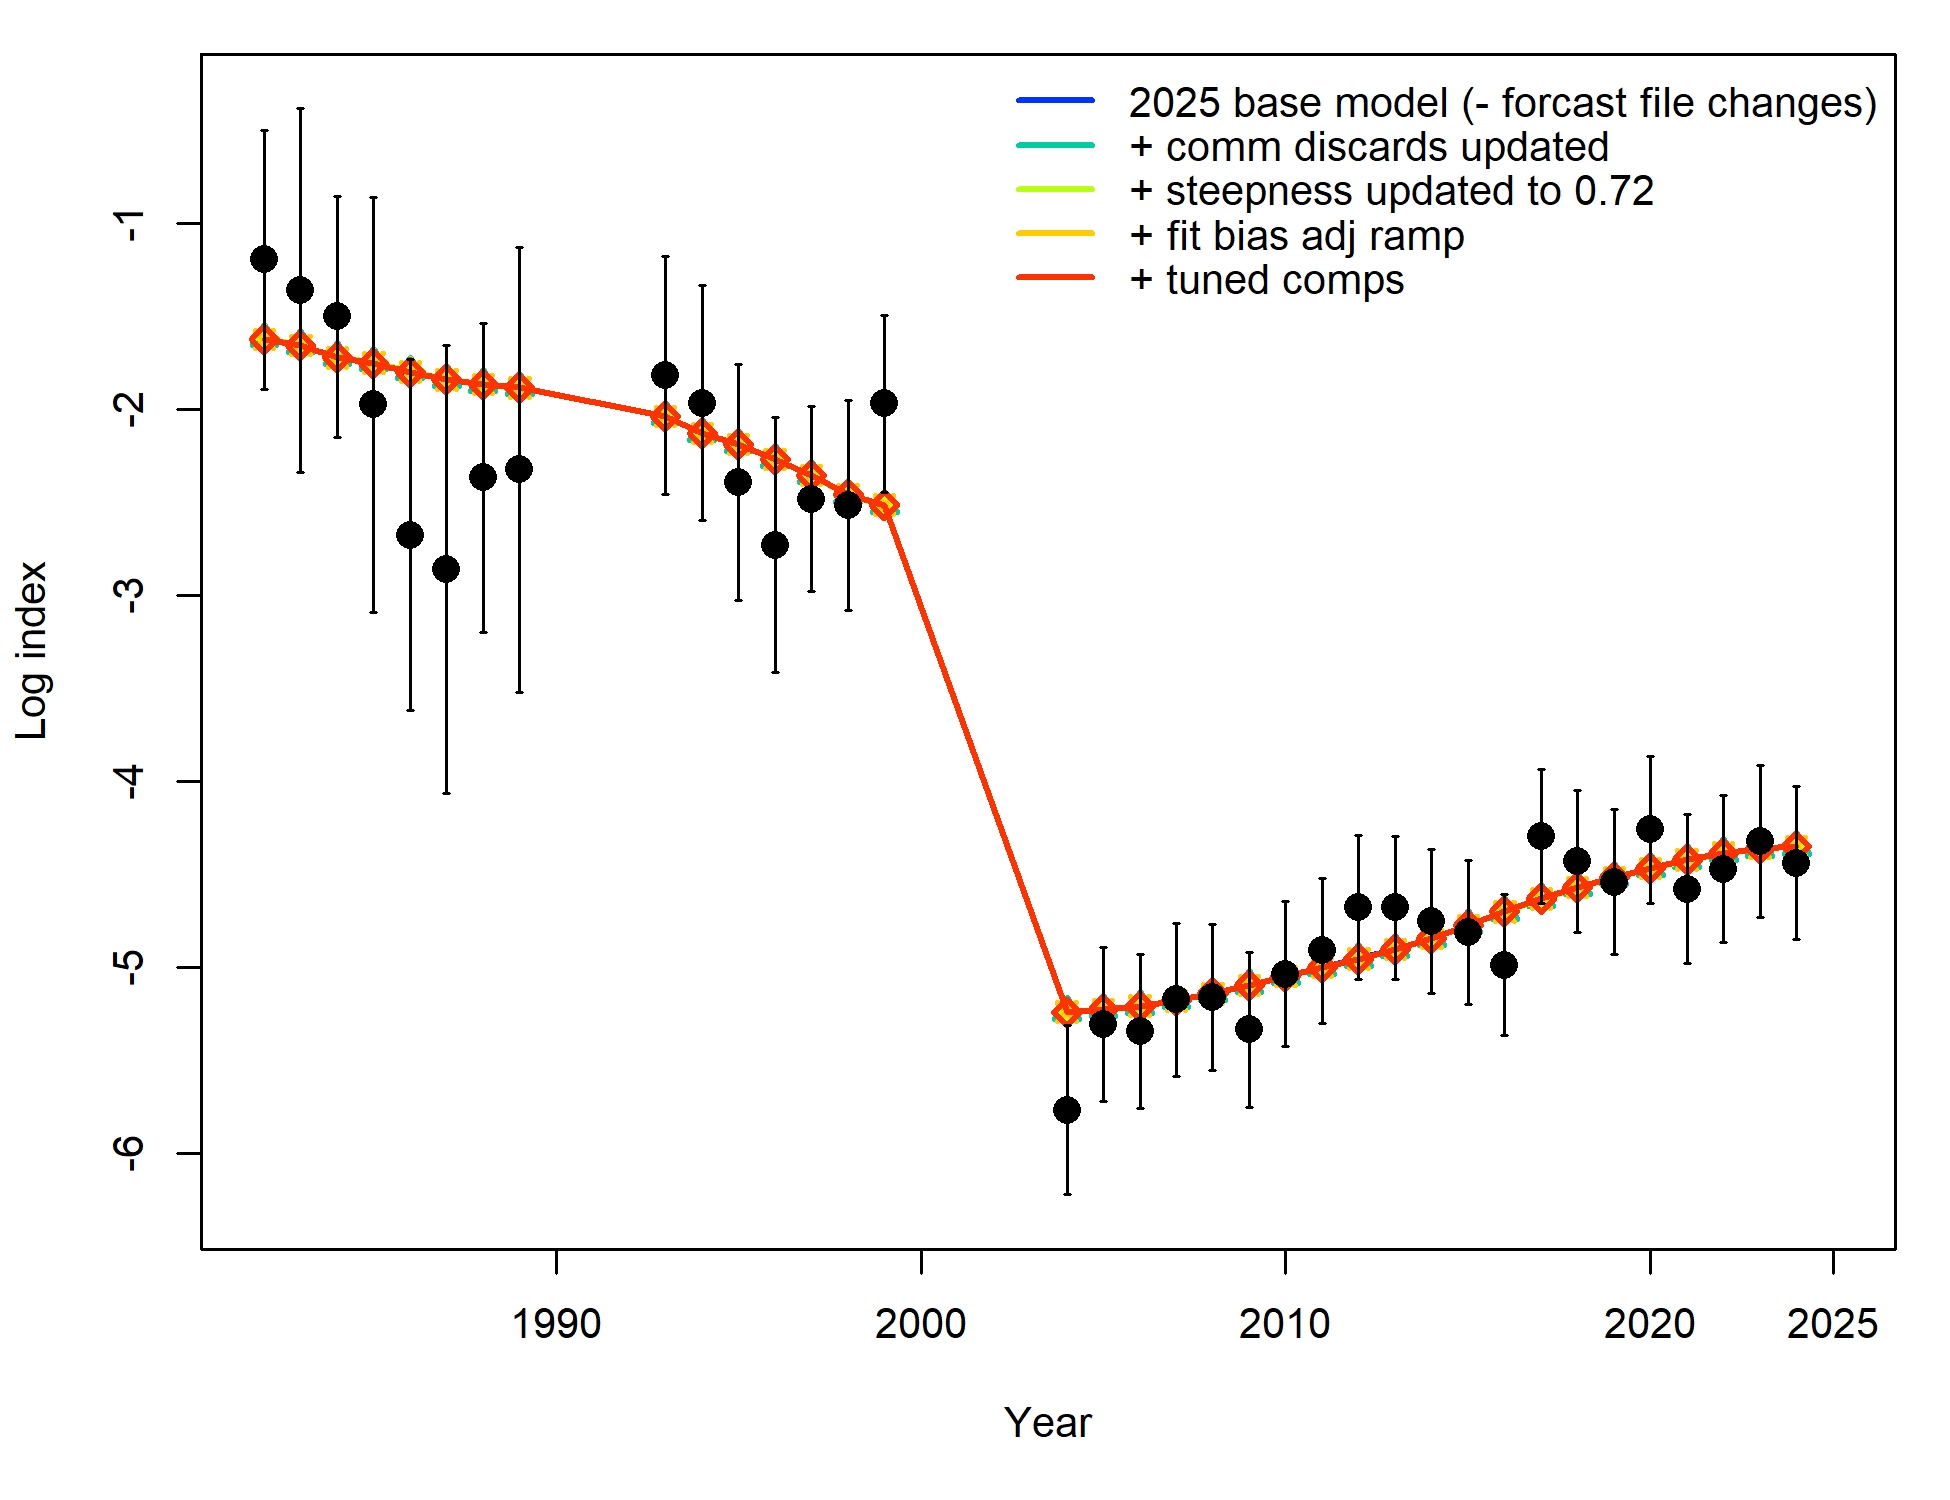 2025 base model (- forcast file changes)
+ comm discards updated
+ steepness updated to 0.72
+ fit bias adj ramp
+ tuned comps
Log index
-1
-2
-3
-4
-5
-6
1990
2000
2010
2020
2025
Year